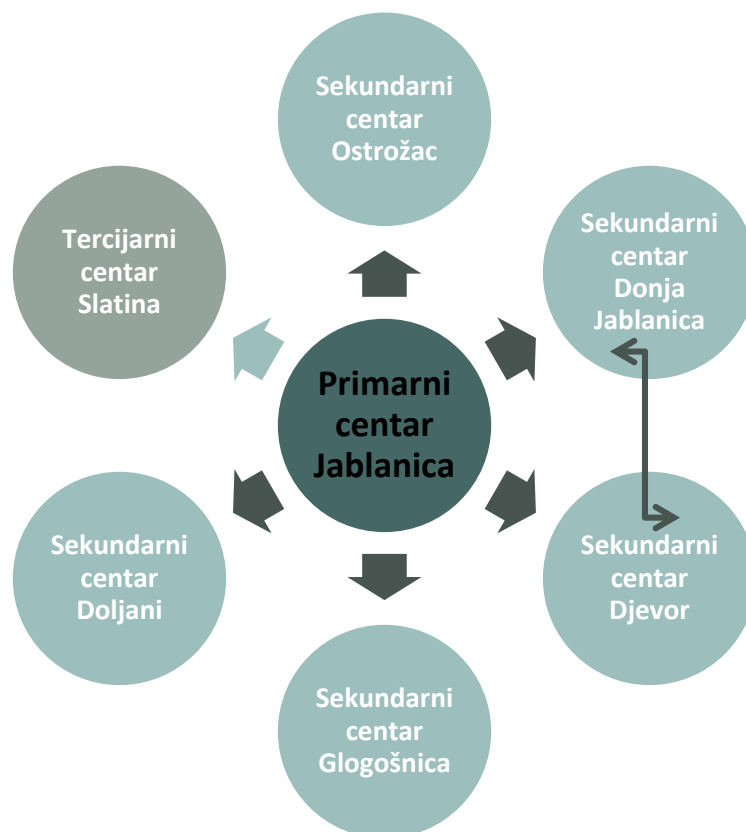 Sekundarni
centar
Ostrožac
Tercijarni
centar
Slatina
Sekundarni
centar
Donja
Jablanica
Primarni
centar
Jablanica
Sekundarni
centar
Doljani
Sekundarni
centar
Djevor
Sekundarni
centar
Glogošnica